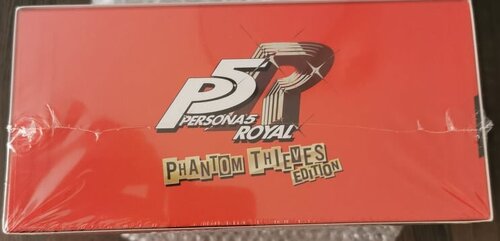 P5R
PERSONA5
ROYAL
PHANTOM THIEVES
EDITION